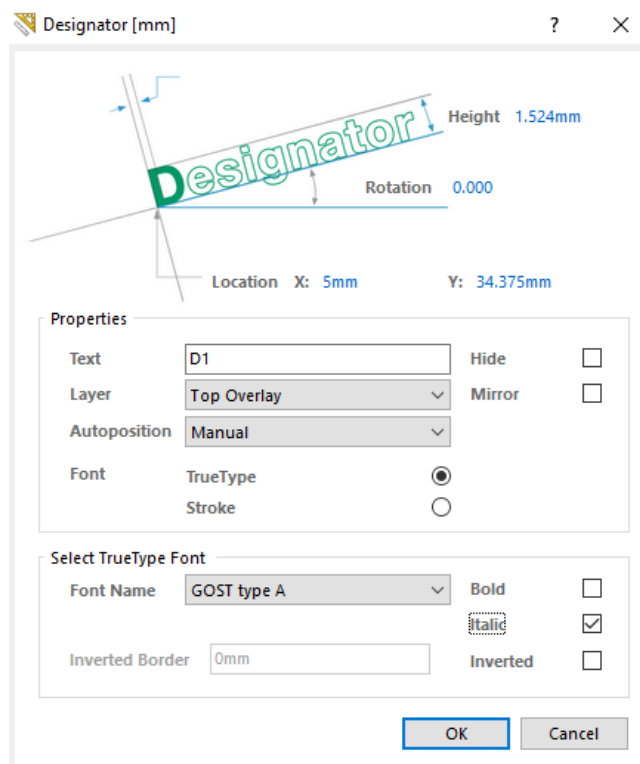 Designator [mm] ?
Designator
Height 1.524mm
Rotation 0.000
Location X: 5mm Y: 34.375mm
Properties
Text D1 Hide
Layer Top Overlay Mirror
Autoposition Manual
Font TrueType
Stroke
Select TrueType Font
Font Name GOST type A Bold
Italic
Inverted Border 0mm Inverted
OK Cancel